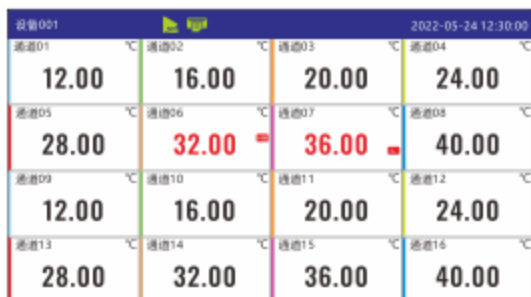 设备001 2022-05-24 12:30:00
通道01 ℃ 通道02 ℃ 通道03 ℃ 通道04 ℃
12.00 16.00 20.00 24.00
通道05 ℃ 通道06 ℃ 通道07 ℃ 通道08 ℃
28.00 32.00 36.00 40.00
通道09 ℃ 通道10 ℃ 通道11 ℃ 通道12 ℃
12.00 16.00 20.00 24.00
通道13 ℃ 通道14 ℃ 通道15 ℃ 通道16 ℃
28.00 32.00 36.00 40.00